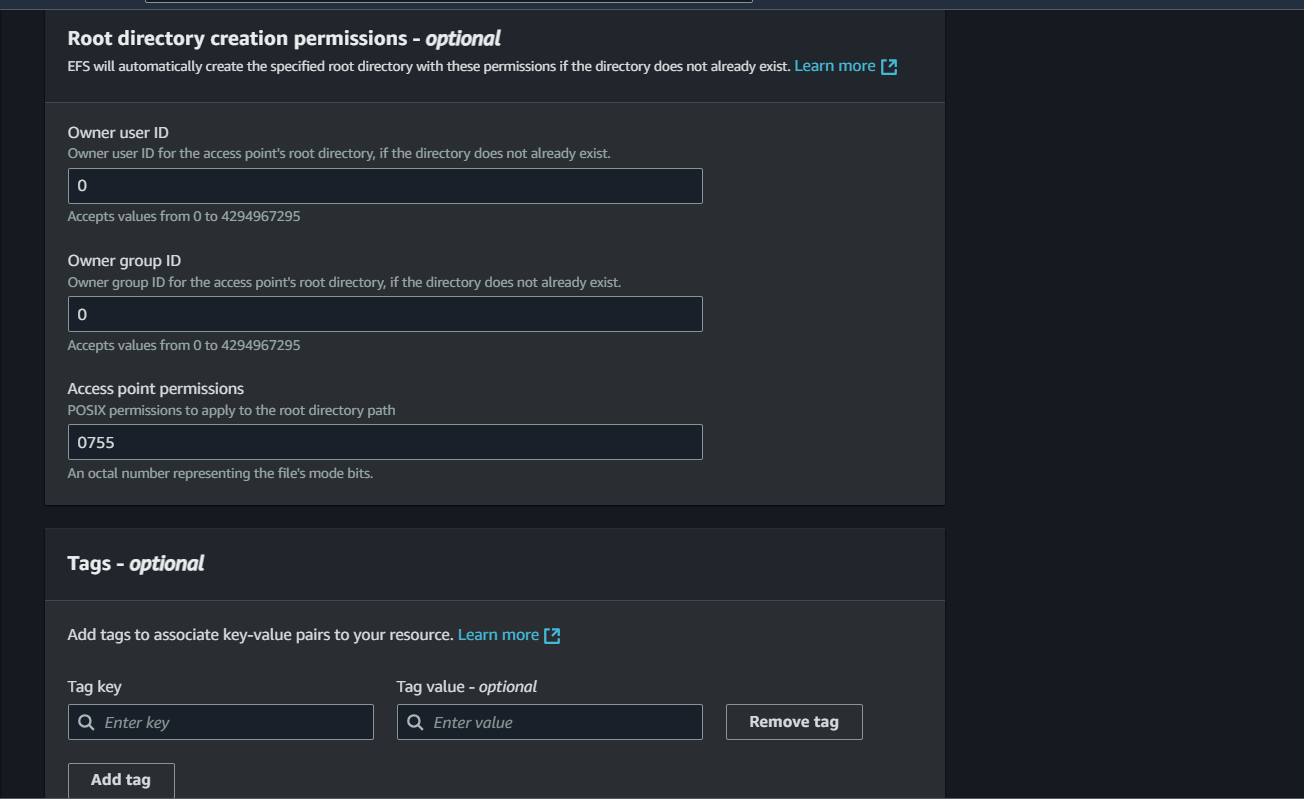 Root directory creation permissions - optional
EFS will automatically create the specified root directory with these permissions if the directory does not already exist. Learn more
Owner user ID
Owner user ID for the access point's root directory, if the directory does not already exist.
0
Accepts values from 0 to 4294967295
Owner group ID
Owner group ID for the access point's root directory, if the directory does not already exist.
0
Accepts values from 0 to 4294967295
Access point permissions
POSIX permissions to apply to the root directory path
0755
An octal number representing the file's mode bits.
Tags - optional
Add tags to associate key-value pairs to your resource. Learn more
Tag key Tag value - optional
Enter key Enter value Remove tag
Add tag